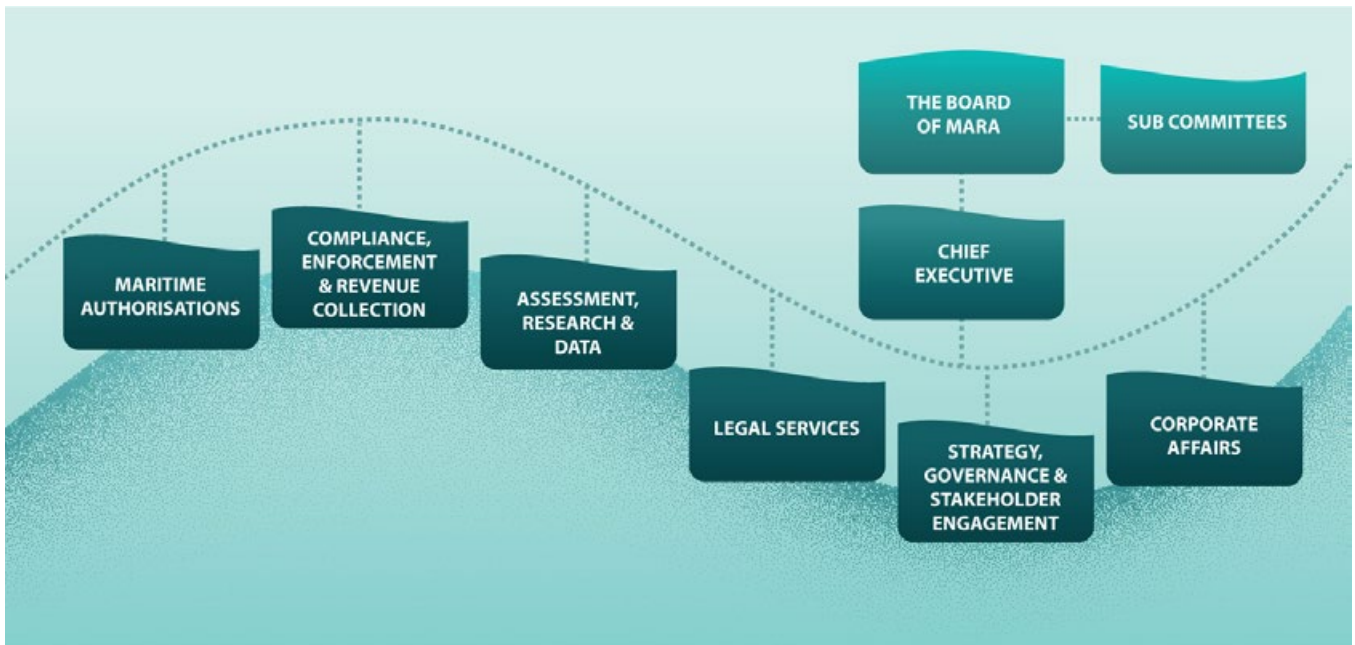 THE BOARD
OF MARA
SUB COMMITTEES
CHIEF
EXECUTIVE
MARITIME
AUTHORISATIONS
COMPLIANCE,
ENFORCEMENT
& REVENUE
COLLECTION
ASSESSMENT,
RESEARCH &
DATA
LEGAL SERVICES
STRATEGY,
GOVERNANCE &
STAKEHOLDER
ENGAGEMENT
CORPORATE
AFFAIRS